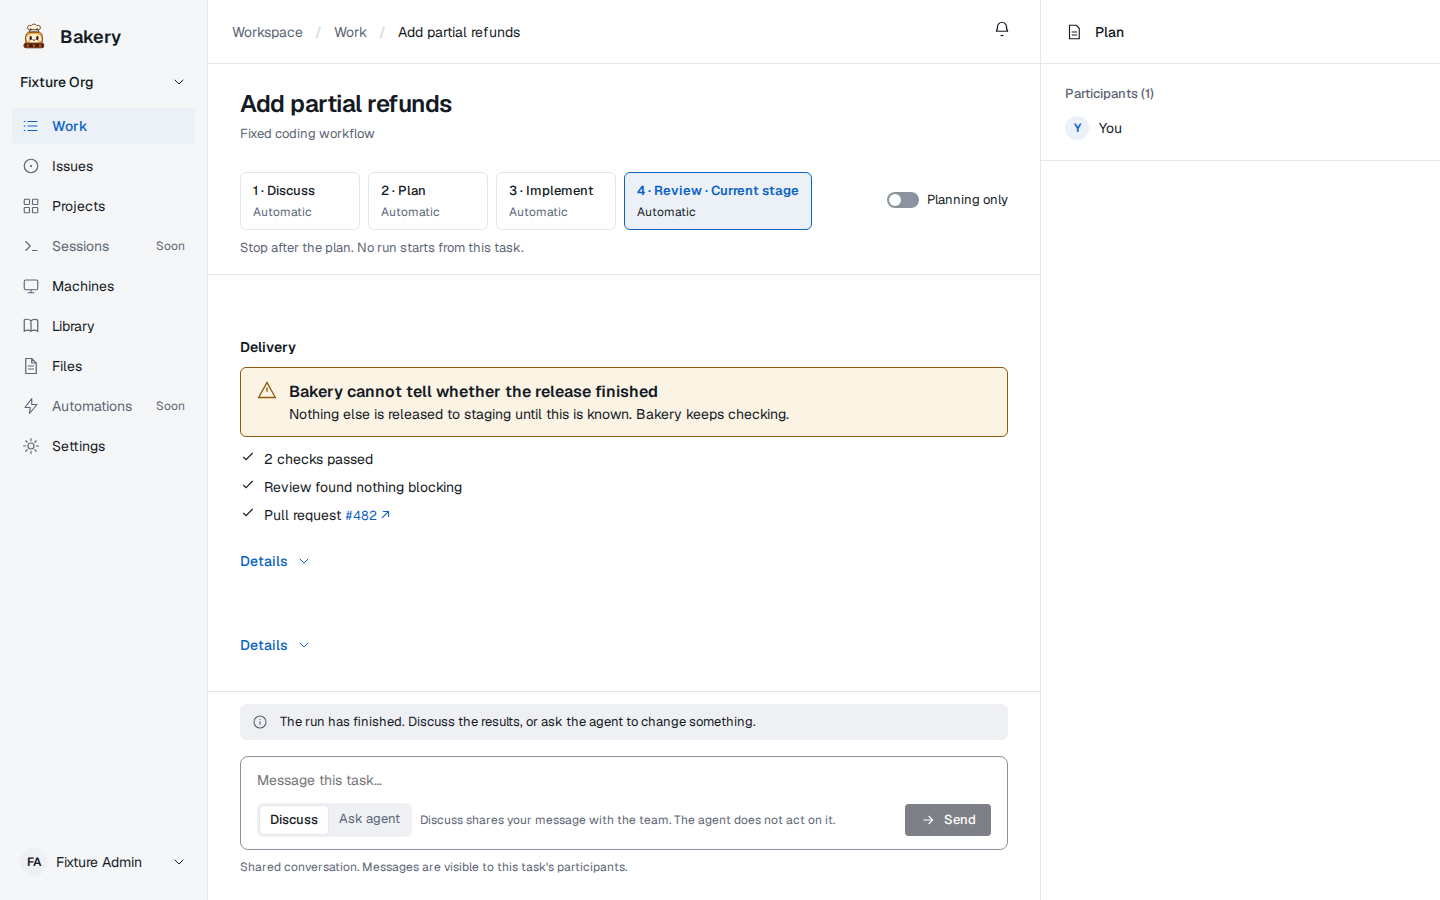 Bakery
Fixture Org
Work
Issues
Projects
Sessions Soon
Machines
Library
Files
Automations Soon
Settings
FA Fixture Admin
Workspace / Work / Add partial refunds
Add partial refunds
Fixed coding workflow
1 · Discuss
Automatic
2 · Plan
Automatic
3 · Implement
Automatic
4 · Review · Current stage
Automatic
Planning only
Stop after the plan. No run starts from this task.
Delivery
Bakery cannot tell whether the release finished
Nothing else is released to staging until this is known. Bakery keeps checking.
2 checks passed
Review found nothing blocking
Pull request #482
Details
Details
The run has finished. Discuss the results, or ask the agent to change something.
Message this task…
Discuss Ask agent Discuss shares your message with the team. The agent does not act on it. Send
Shared conversation. Messages are visible to this task's participants.
Plan
Participants (1)
Y You